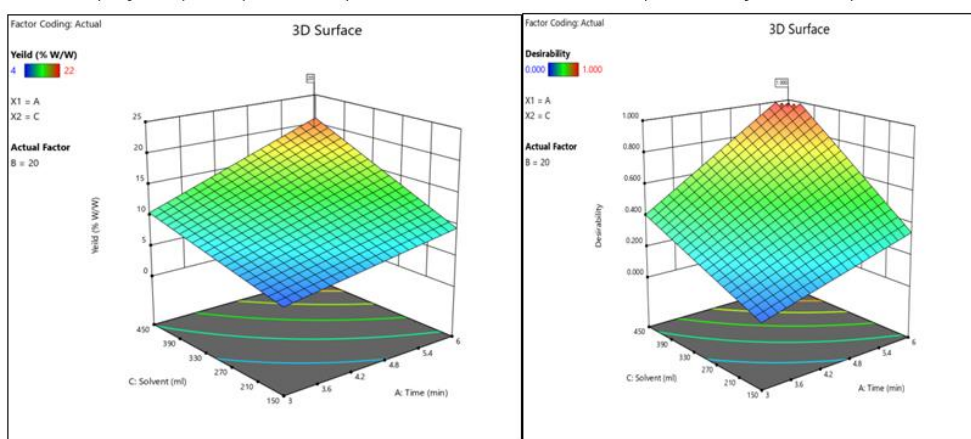 Factor Coding: Actual
3D Surface
Yeild (% W/W)
4 22
X1 = A
X2 = C
Actual Factor
B = 20
Yeild (% W/W)
25
20
15
10
5
0
450
390
330
270
210
150
C: Solvent (ml)
3
3.6
4.2
4.8
5.4
6
A: Time (min)
Factor Coding: Actual
3D Surface
Desirability
0.000 1.000
X1 = A
X2 = C
Actual Factor
B = 20
Desirability
1.000
0.800
0.600
0.400
0.200
0.000
450
390
330
270
210
150
C: Solvent (ml)
3
3.6
4.2
4.8
5.4
6
A: Time (min)